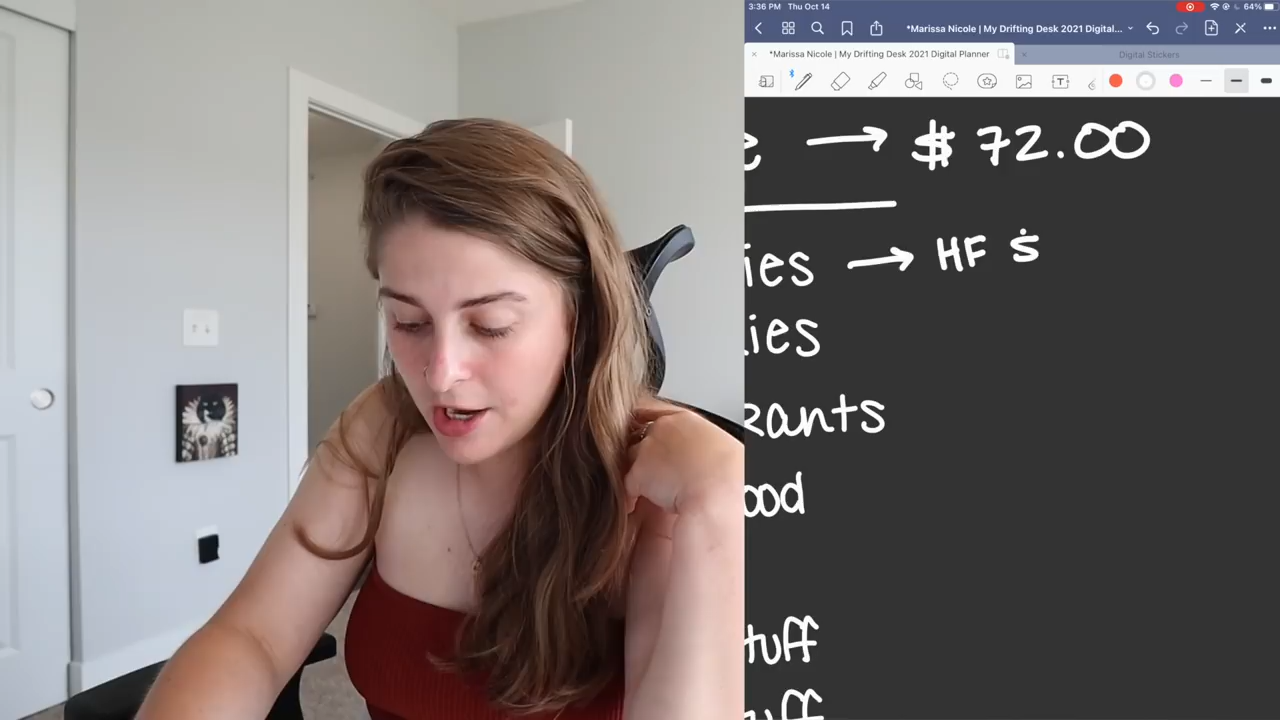 3:36 PM Thu Oct 14 64%
*Marissa Nicole | My Drifting Desk 2021 Digital...
*Marissa Nicole | My Drifting Desk 2021 Digital Planner Digital Stickers
e → $ 72.00
ies → HF
ies
rants
ood
tuff
uff